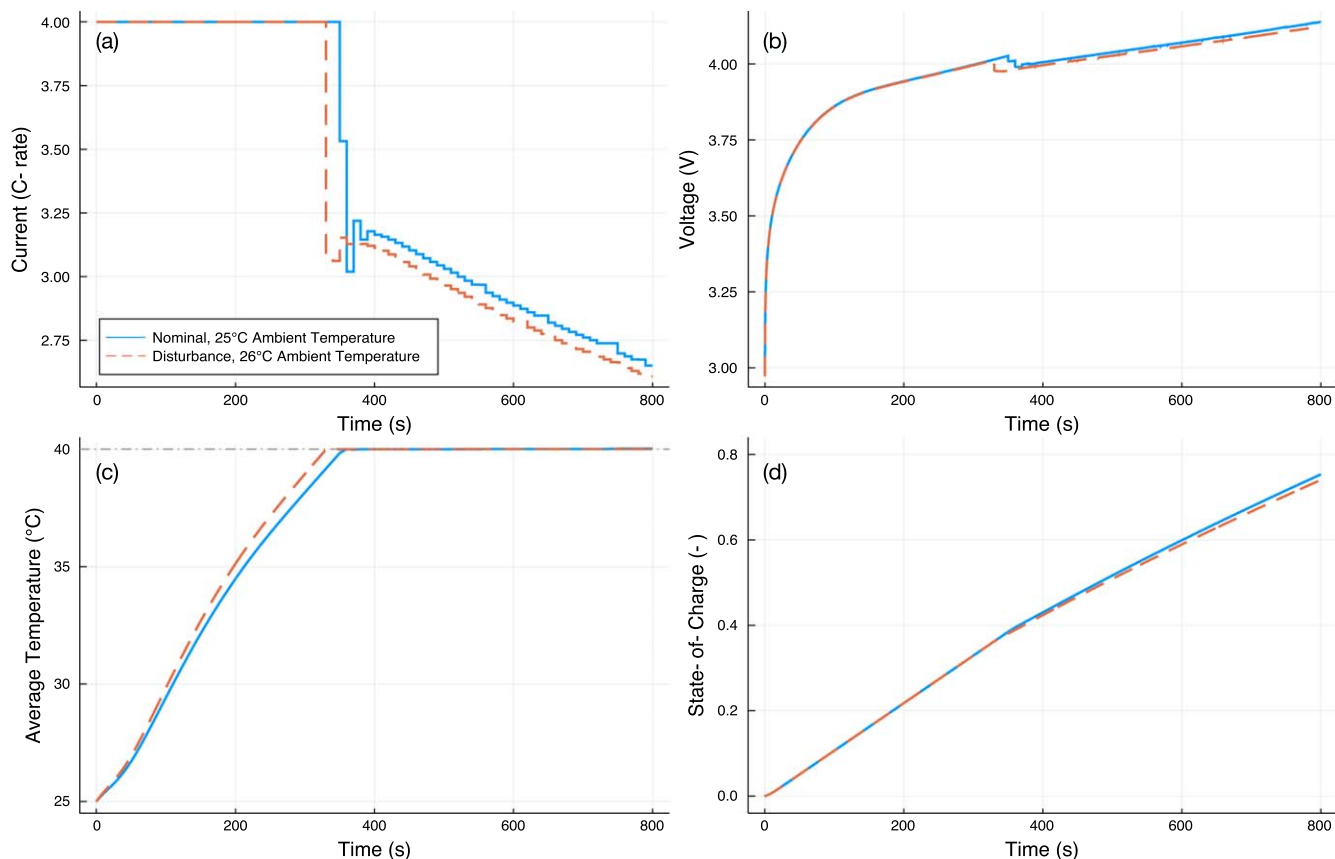 (a)
4.00
3.75
3.50
3.25
3.00
2.75
Current (C- rate)
Nominal, 25°C Ambient Temperature
Disturbance, 26°C Ambient Temperature
0
200
400
600
800
Time (s)
(b)
4.00
3.75
3.50
3.25
3.00
Voltage (V)
0
200
400
600
800
Time (s)
(c)
40
35
30
25
Average Temperature (°C)
0
200
400
600
800
Time (s)
(d)
0.8
0.6
0.4
0.2
0.0
State- of- Charge (- )
0
200
400
600
800
Time (s)